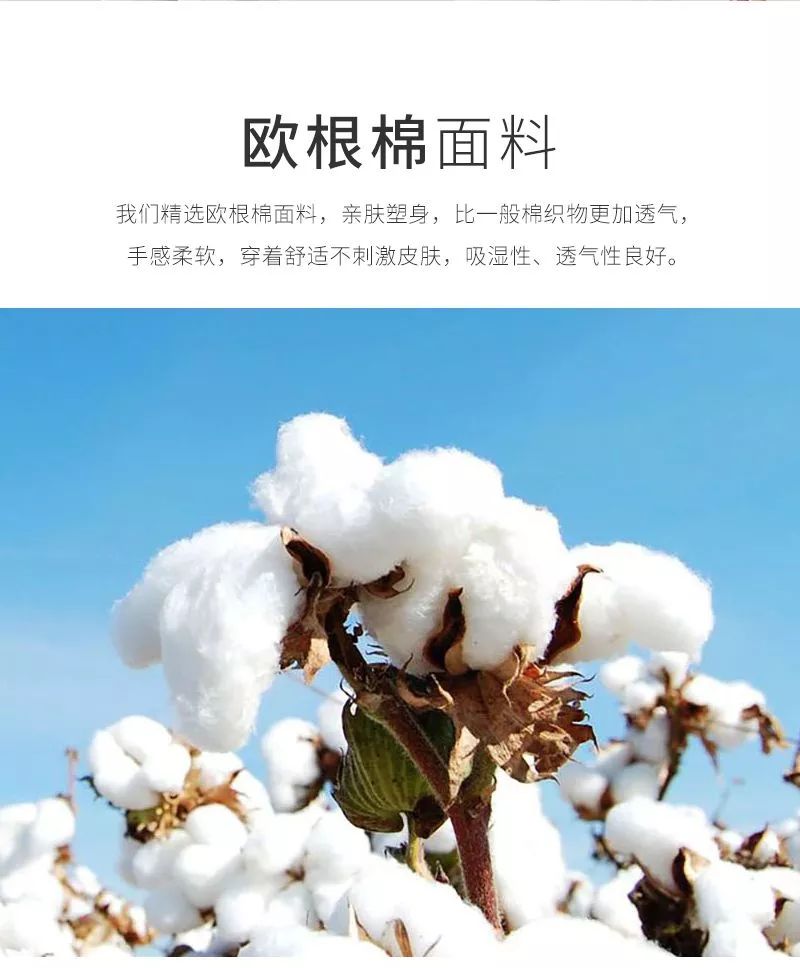 欧根棉面料
我们精选欧根棉面料，亲肤塑身，比一般棉织物更加透气，
手感柔软，穿着舒适不刺激皮肤，吸湿性、透气性良好。